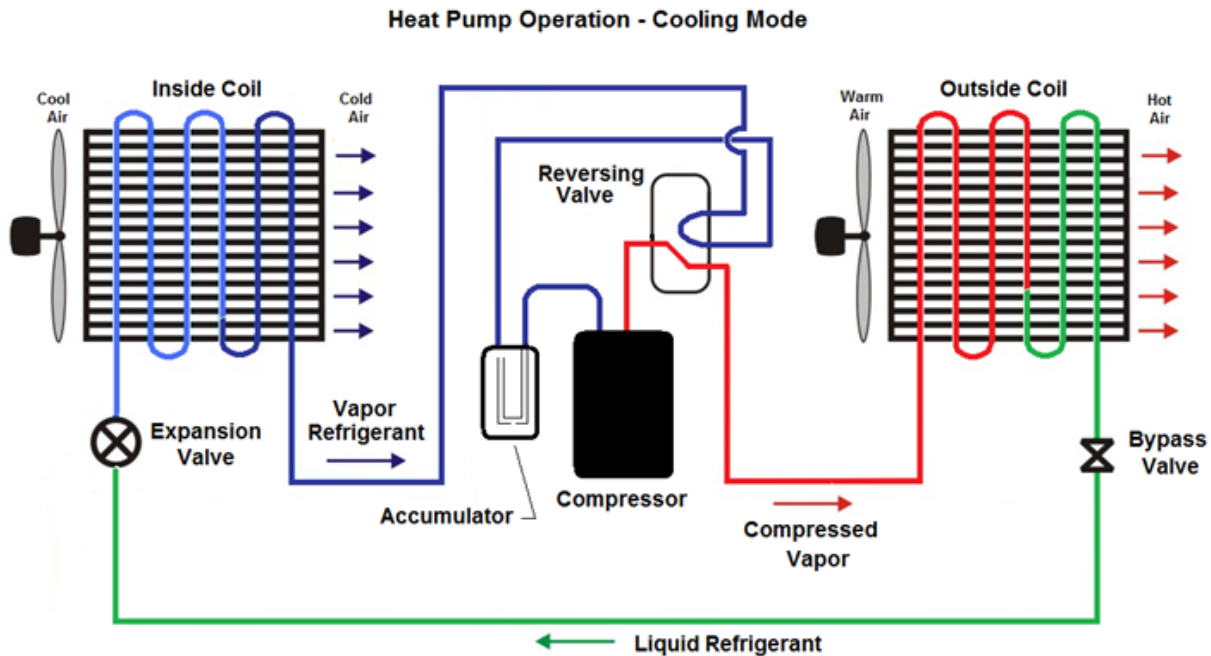 Heat Pump Operation - Cooling Mode
Inside Coil
Cool
Air
Cold
Air
Reversing
Valve
Outside Coil
Warm
Air
Hot
Air
Expansion
Valve
Vapor
Refrigerant
Accumulator
Compressor
Compressed
Vapor
Bypass
Valve
Liquid Refrigerant